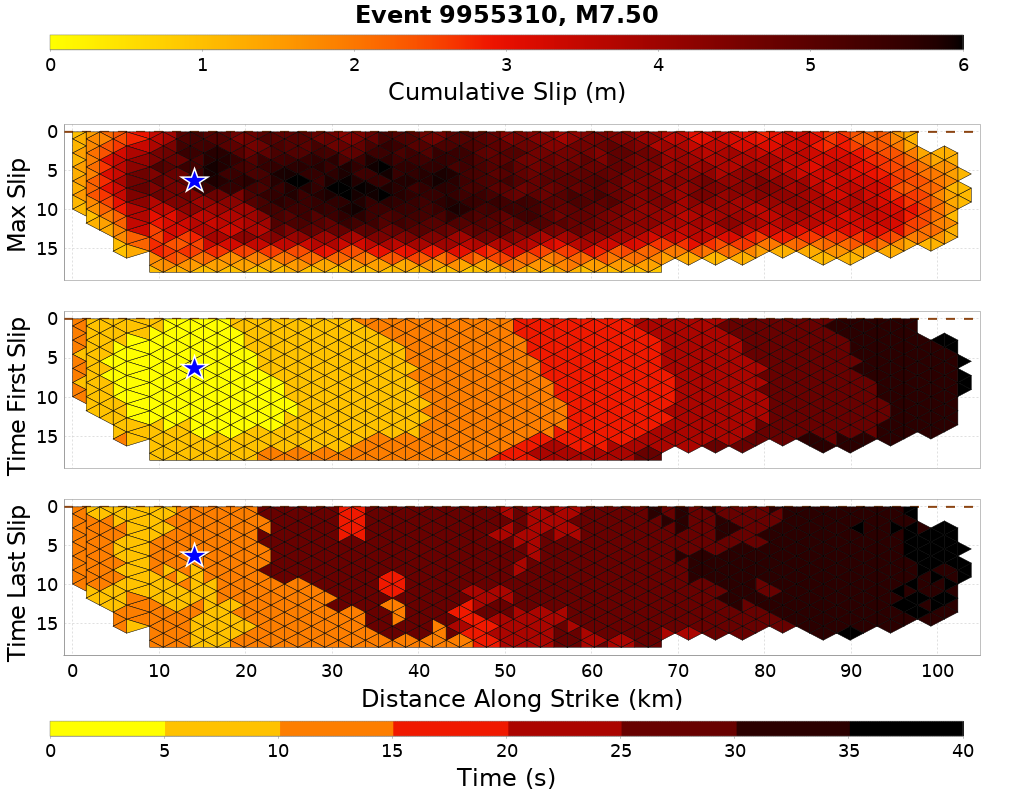 Event 9955310, M7.50
0 1 2 3 4 5 6
Cumulative Slip (m)
Max Slip
0
5
10
15
Time First Slip
0
5
10
15
Time Last Slip
0
5
10
15
0 10 20 30 40 50 60 70 80 90 100
Distance Along Strike (km)
0 5 10 15 20 25 30 35 40
Time (s)